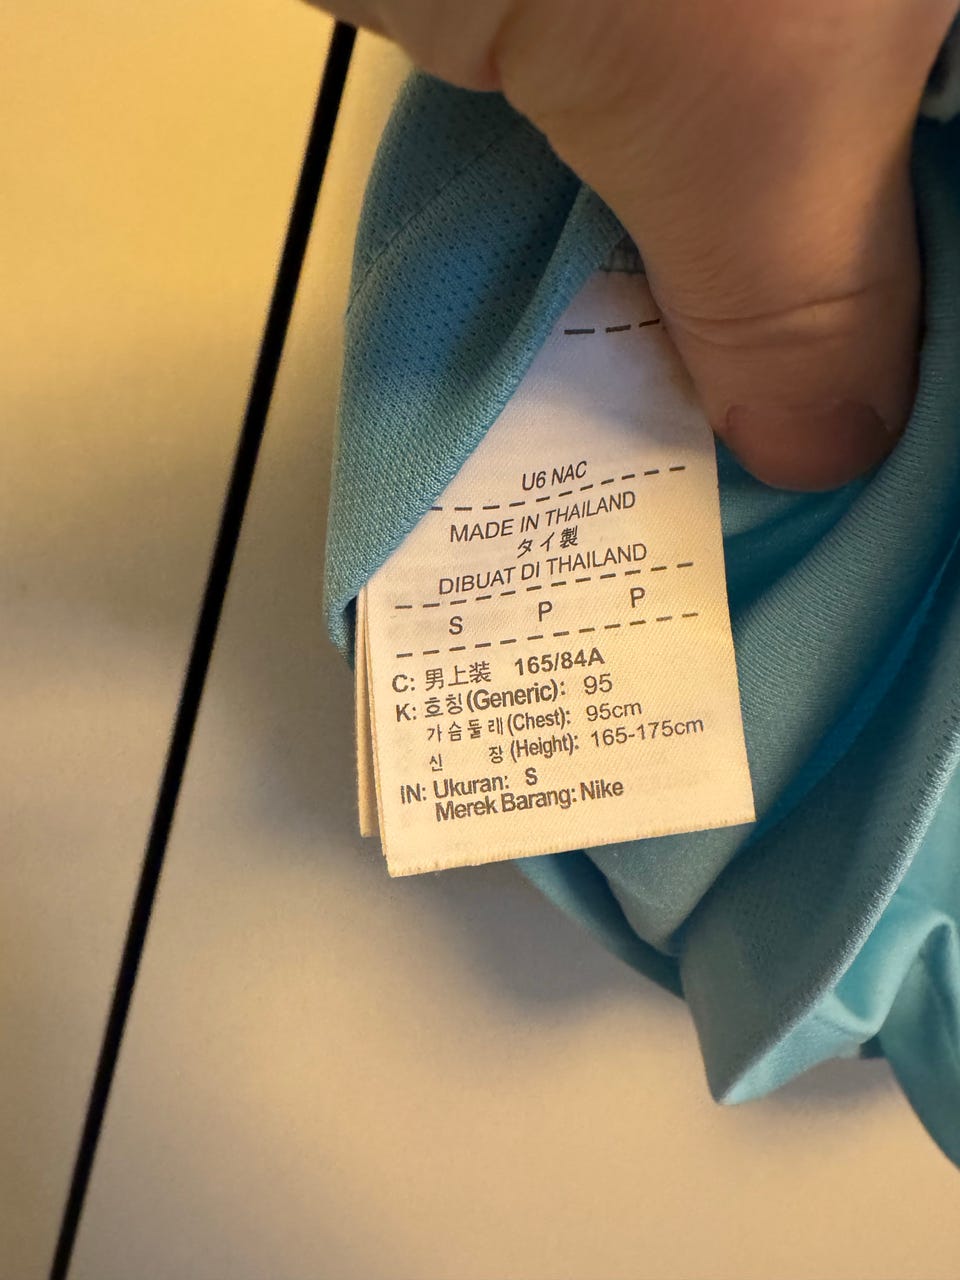 U6 NAC
MADE IN THAILAND
タイ製
DIBUAT DI THAILAND
S P P
C: 男上装 165/84A
K: 호칭(Generic): 95
가슴둘레(Chest): 95cm
신 장 (Height): 165-175cm
IN: Ukuran: S
Merek Barang: Nike